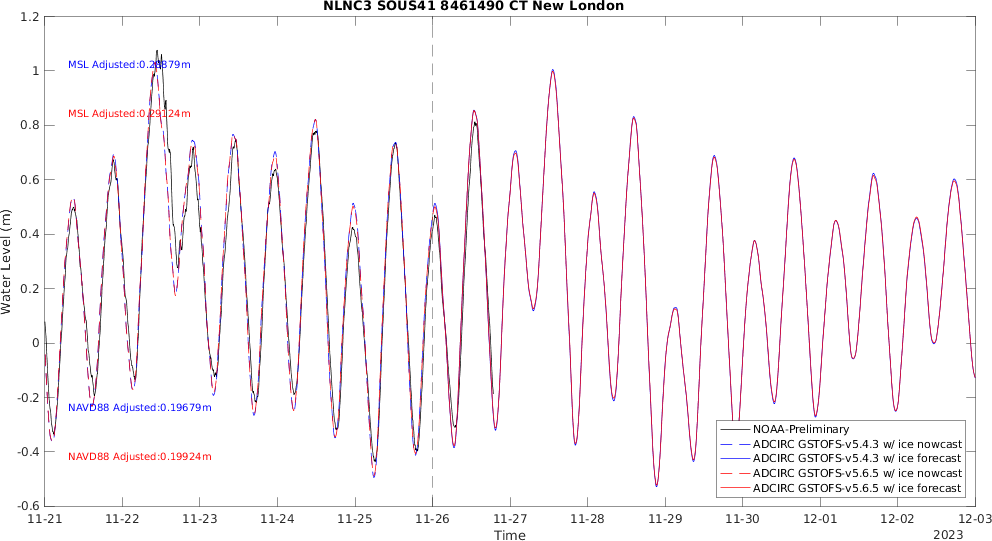 NLNC3 SOUS41 8461490 CT New London
1.2
1
0.8
0.6
0.4
0.2
0
-0.2
-0.4
-0.6
Water Level (m)
MSL Adjusted:0.28879m
MSL Adjusted:0.29124m
NAVD88 Adjusted:0.19679m
NAVD88 Adjusted:0.19924m
NOAA-Preliminary
ADCIRC GSTOFS-v5.4.3 w/ ice nowcast
ADCIRC GSTOFS-v5.4.3 w/ ice forecast
ADCIRC GSTOFS-v5.6.5 w/ ice nowcast
ADCIRC GSTOFS-v5.6.5 w/ ice forecast
11-21 11-22 11-23 11-24 11-25 11-26 11-27 11-28 11-29 11-30 12-01 12-02 12-03
Time
2023